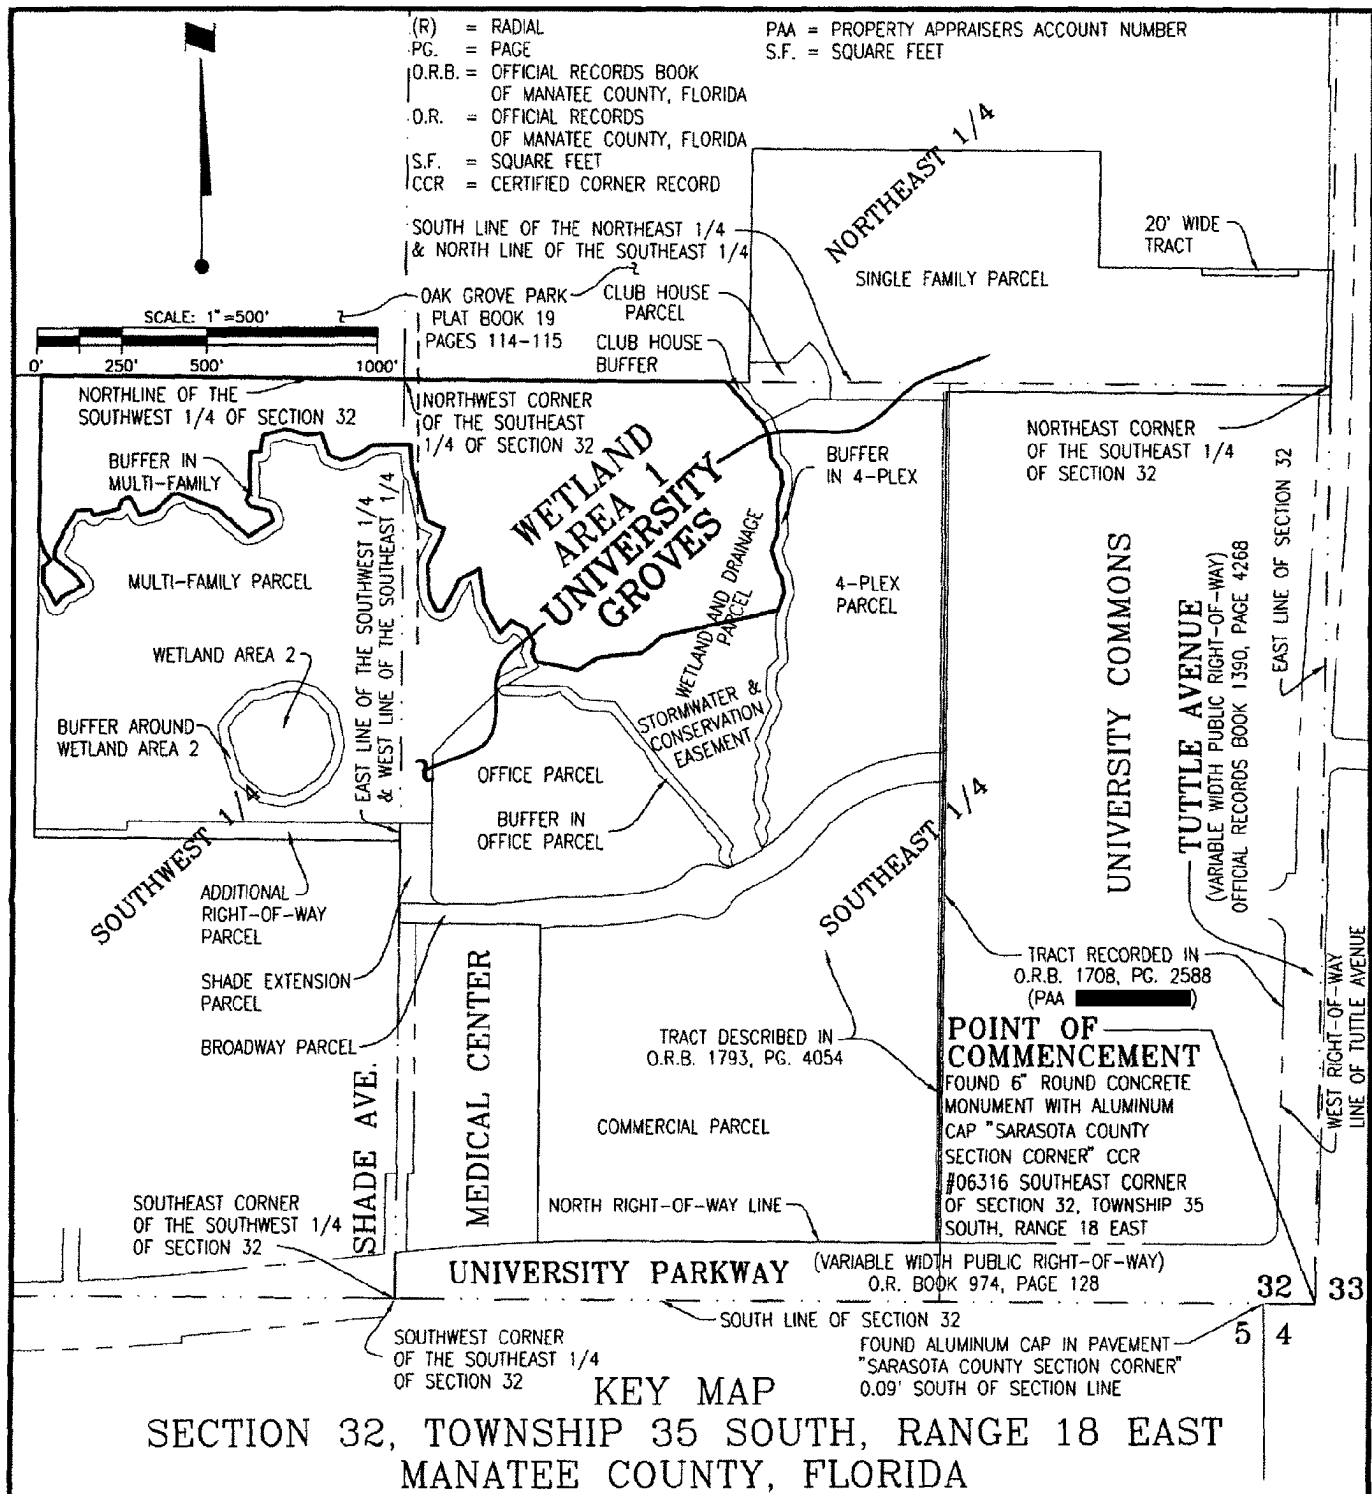 (R) = RADIAL
PG. = PAGE
O.R.B. = OFFICIAL RECORDS BOOK
OF MANATEE COUNTY, FLORIDA
O.R. = OFFICIAL RECORDS
OF MANATEE COUNTY, FLORIDA
S.F. = SQUARE FEET
CCR = CERTIFIED CORNER RECORD
PAA = PROPERTY APPRAISERS ACCOUNT NUMBER
S.F. = SQUARE FEET
SOUTH LINE OF THE NORTHEAST 1/4
& NORTH LINE OF THE SOUTHEAST 1/4
NORTHEAST 1/4
20' WIDE
TRACT
SINGLE FAMILY PARCEL
OAK GROVE PARK
PLAT BOOK 19
PAGES 114-115
CLUB HOUSE
PARCEL
CLUB HOUSE
BUFFER
SCALE: 1"=500'
0' 250' 500' 1000'
NORTHLINE OF THE
SOUTHWEST 1/4 OF SECTION 32
NORTHWEST CORNER
OF THE SOUTHEAST
1/4 OF SECTION 32
NORTHEAST CORNER
OF THE SOUTHEAST 1/4
OF SECTION 32
BUFFER IN
MULTI-FAMILY
WETLAND
AREA 1
UNIVERSITY
GROVES
BUFFER
IN 4-PLEX
MULTI-FAMILY PARCEL
4-PLEX
PARCEL
WETLAND AREA 2
BUFFER AROUND
WETLAND AREA 2
EAST LINE OF THE SOUTHWEST 1/4
& WEST LINE OF THE SOUTHEAST 1/4
WETLAND AND DRAINAGE
PARCEL
STORMWATER &
CONSERVATION
EASEMENT
OFFICE PARCEL
BUFFER IN
OFFICE PARCEL
UNIVERSITY COMMONS
TUTTLE AVENUE
(VARIABLE WIDTH PUBLIC RIGHT-OF-WAY)
OFFICIAL RECORDS BOOK 1390, PAGE 4268
EAST LINE OF SECTION 32
SOUTHWEST 1/4
SOUTHEAST 1/4
ADDITIONAL
RIGHT-OF-WAY
PARCEL
SHADE EXTENSION
PARCEL
BROADWAY PARCEL
MEDICAL CENTER
SHADE AVE.
TRACT RECORDED IN
O.R.B. 1708, PG. 2588
(PAA )
TRACT DESCRIBED IN
O.R.B. 1793, PG. 4054
COMMERCIAL PARCEL
POINT OF
COMMENCEMENT
FOUND 6" ROUND CONCRETE
MONUMENT WITH ALUMINUM
CAP "SARASOTA COUNTY
SECTION CORNER" CCR
#06316 SOUTHEAST CORNER
OF SECTION 32, TOWNSHIP 35
SOUTH, RANGE 18 EAST
WEST RIGHT-OF-WAY
LINE OF TUTTLE AVENUE
SOUTHEAST CORNER
OF THE SOUTHWEST 1/4
OF SECTION 32
NORTH RIGHT-OF-WAY LINE
UNIVERSITY PARKWAY
(VARIABLE WIDTH PUBLIC RIGHT-OF-WAY)
O.R. BOOK 974, PAGE 128
32 33
5 4
SOUTH LINE OF SECTION 32
SOUTHWEST CORNER
OF THE SOUTHEAST 1/4
OF SECTION 32
FOUND ALUMINUM CAP IN PAVEMENT
"SARASOTA COUNTY SECTION CORNER"
0.09' SOUTH OF SECTION LINE
KEY MAP
SECTION 32, TOWNSHIP 35 SOUTH, RANGE 18 EAST
MANATEE COUNTY, FLORIDA